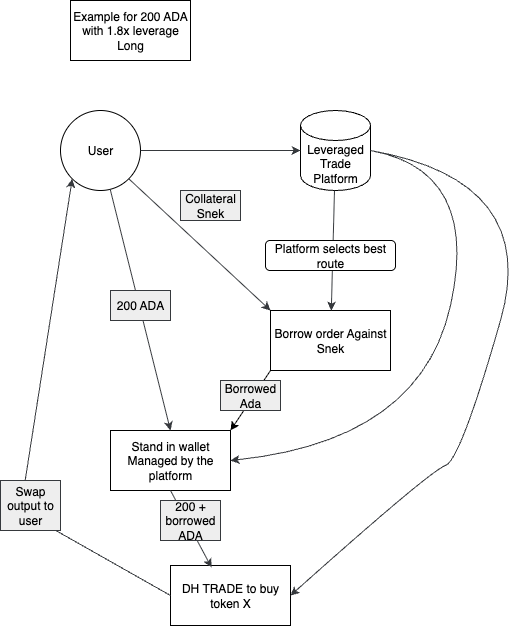 Example for 200 ADA
with 1.8x leverage
Long
User
Leveraged
Trade
Platform
Collateral
Snek
Platform selects best
route
200 ADA
Borrow order Against
Snek
Borrowed
Ada
Stand in wallet
Managed by the
platform
Swap
output to
user
200 +
borrowed
ADA
DH TRADE to buy
token X